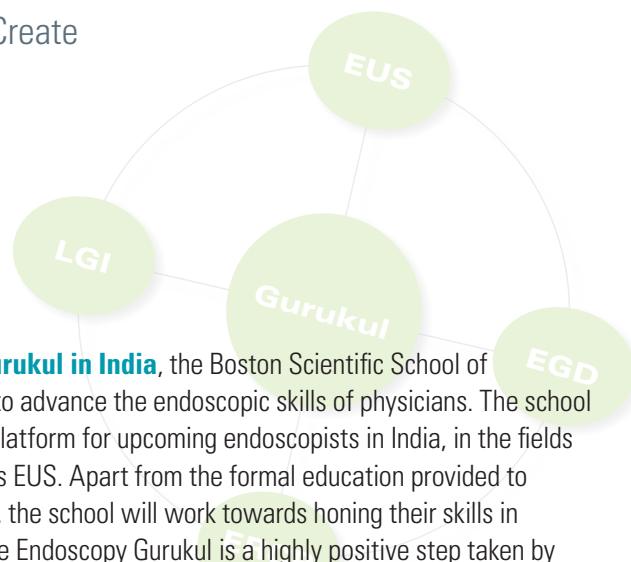 Create
EUS
LGI
Gurukul
EGD
urukul in India, the Boston Scientific School of
to advance the endoscopic skills of physicians. The school
latform for upcoming endoscopists in India, in the fields
s EUS. Apart from the formal education provided to
, the school will work towards honing their skills in
e Endoscopy Gurukul is a highly positive step taken by